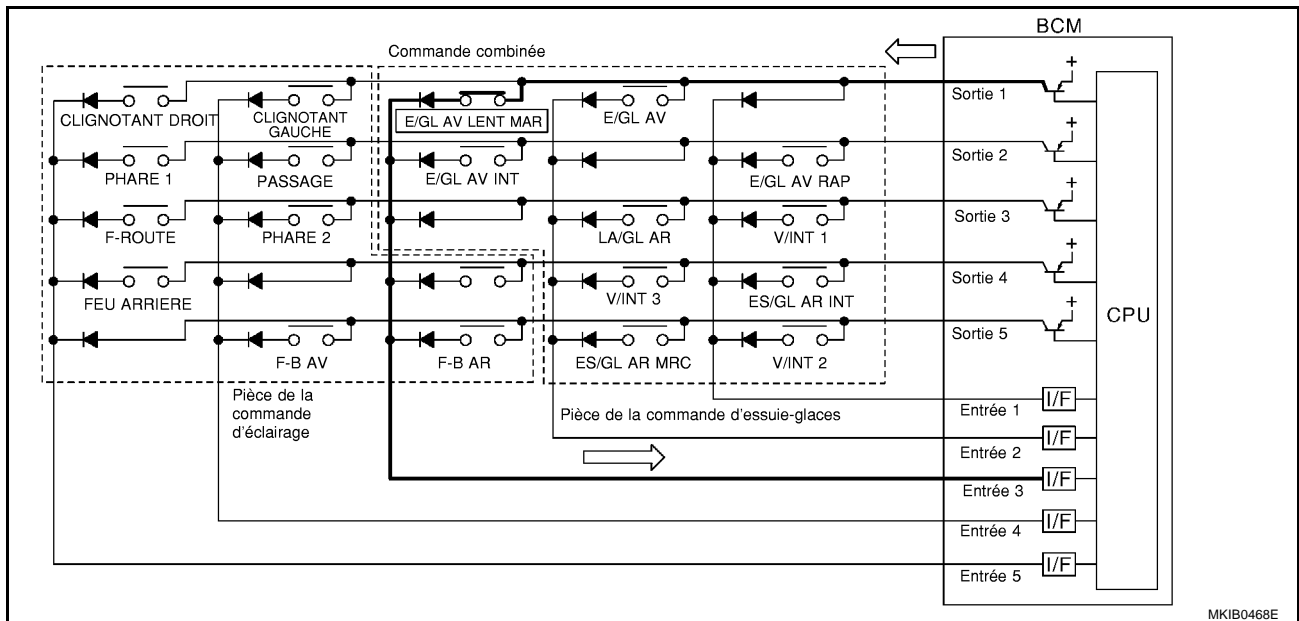 BCM
Commande combinée
+
Sortie 1
CLIGNOTANT DROIT
CLIGNOTANT
GAUCHE
E/GL AV LENT MAR
E/GL AV
+
Sortie 2
PHARE 1
PASSAGE
E/GL AV INT
E/GL AV RAP
+
Sortie 3
F-ROUTE
PHARE 2
LA/GL AR
V/INT 1
+
Sortie 4
FEU ARRIERE
V/INT 3
ES/GL AR INT
+
CPU
Sortie 5
F-B AV
F-B AR
ES/GL AR MRC
V/INT 2
Pièce de la
commande
d'éclairage
Pièce de la commande d'essuie-glaces
Entrée 1
I/F
Entrée 2
I/F
Entrée 3
I/F
Entrée 4
I/F
Entrée 5
I/F
MKIB0468E